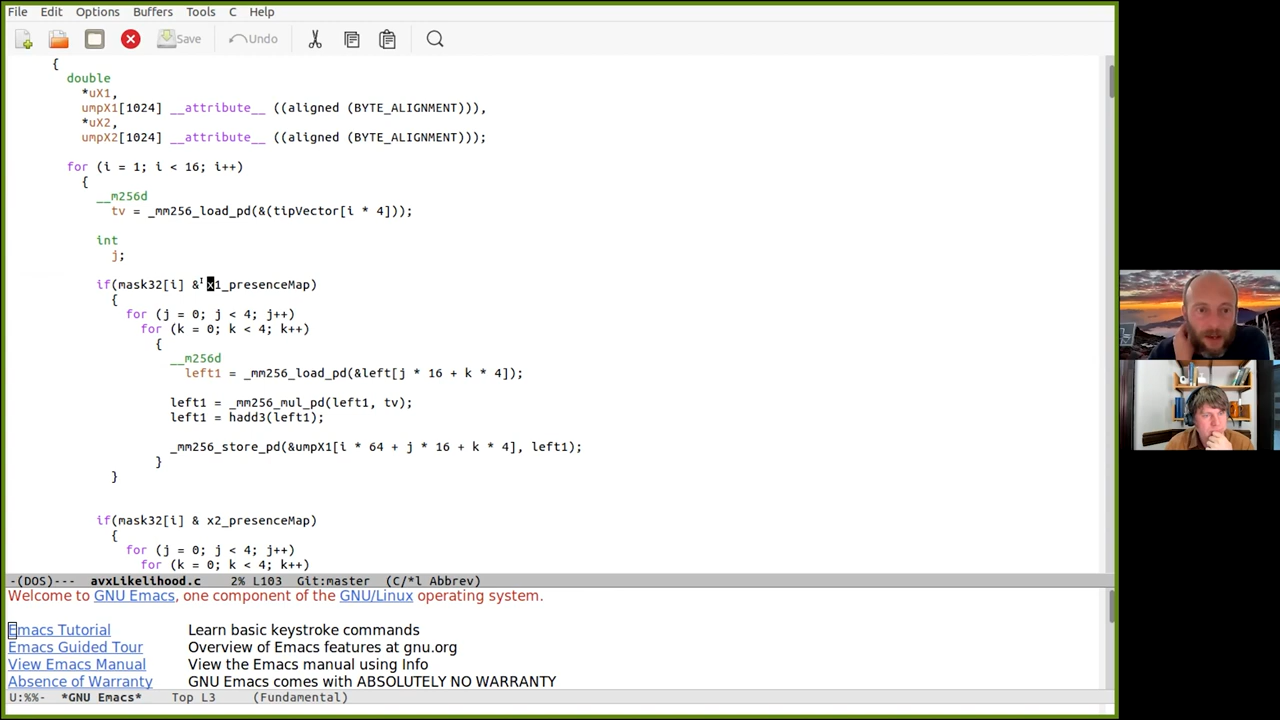 File Edit Options Buffers Tools C Help
Save Undo
{
double
*uX1,
umpX1[1024] __attribute__ ((aligned (BYTE_ALIGNMENT))),
*uX2,
umpX2[1024] __attribute__ ((aligned (BYTE_ALIGNMENT)));
for (i = 1; i < 16; i++)
{
__m256d
tv = _mm256_load_pd(&(tipVector[i * 4]));
int
j;
if(mask32[i] & x1_presenceMap)
{
for (j = 0; j < 4; j++)
for (k = 0; k < 4; k++)
{
__m256d
left1 = _mm256_load_pd(&left[j * 16 + k * 4]);
left1 = _mm256_mul_pd(left1, tv);
left1 = hadd3(left1);
_mm256_store_pd(&umpX1[i * 64 + j * 16 + k * 4], left1);
}
}
if(mask32[i] & x2_presenceMap)
{
for (j = 0; j < 4; j++)
for (k = 0; k < 4; k++)
-(DOS)--- avxLikelihood.c 2% L103 Git:master (C/*l Abbrev)
Welcome to GNU Emacs, one component of the GNU/Linux operating system.
Emacs Tutorial Learn basic keystroke commands
Emacs Guided Tour Overview of Emacs features at gnu.org
View Emacs Manual View the Emacs manual using Info
Absence of Warranty GNU Emacs comes with ABSOLUTELY NO WARRANTY
U:%%- *GNU Emacs* Top L3 (Fundamental)